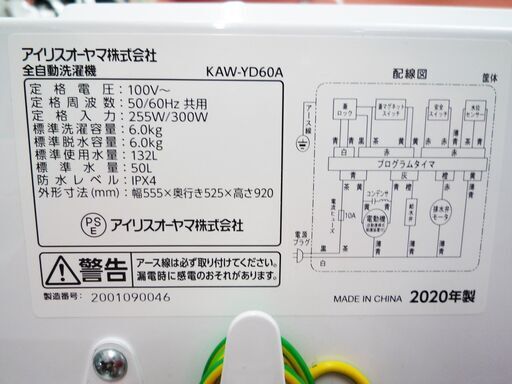 アイリスオーヤマ株式会社
全自動洗濯機 KAW-YD60A
定格電圧:100V～
定格周波数:50/60Hz 共用
定格入力:255W/300W
標準洗濯容量:6.0kg
標準脱水容量:6.0kg
標準使用水量:132L
標準水量:50L
防水レベル:IPX4
外形寸法(mm):幅555×奥行き525×高さ920
PS
E
アイリスオーヤマ株式会社
警告
アース線は必ず取り付けてください。
漏電時に感電のおそれがあります。
製造番号: 2001090046
配線図
筐体
アース線
蓋
ロック
蓋マグネット
スイッチ
安全
スイッチ
水位
センサー
プログラムタイマ
コンデンサ
電流ヒューズ
10A
電動機
給水弁
排水弁
モータ
電源
プラグ
MADE IN CHINA 2020年製